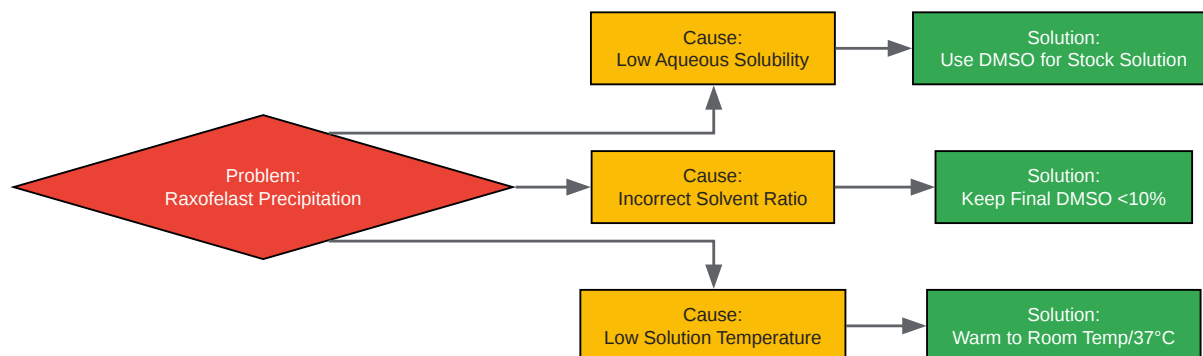 Cause:
Low Aqueous Solubility
Solution:
Use DMSO for Stock Solution
Problem:
Raxofelast Precipitation
Cause:
Incorrect Solvent Ratio
Solution:
Keep Final DMSO <10%
Cause:
Low Solution Temperature
Solution:
Warm to Room Temp/37°C